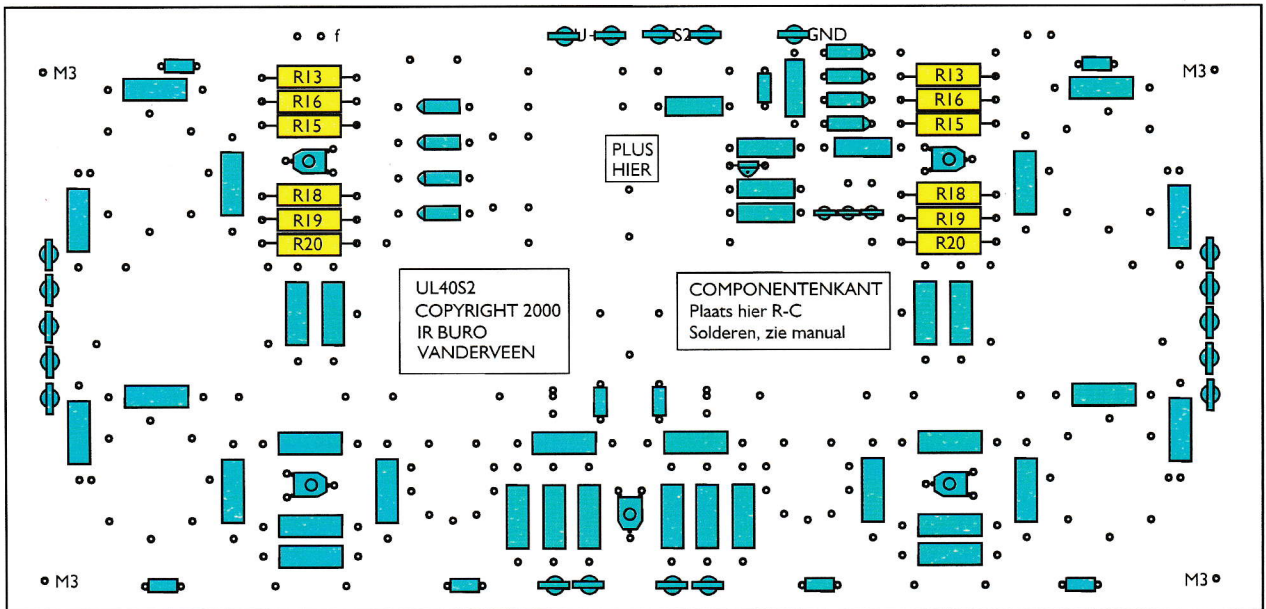 f
U+
S2
GND
M3
R13
R16
R15
R18
R19
R20
PLUS
HIER
R13
R16
R15
R18
R19
R20
M3
UL40S2
COPYRIGHT 2000
IR BURO
VANDERVEEN
COMPONENTENKANT
Plaats hier R-C
Solderen, zie manual
M3
M3